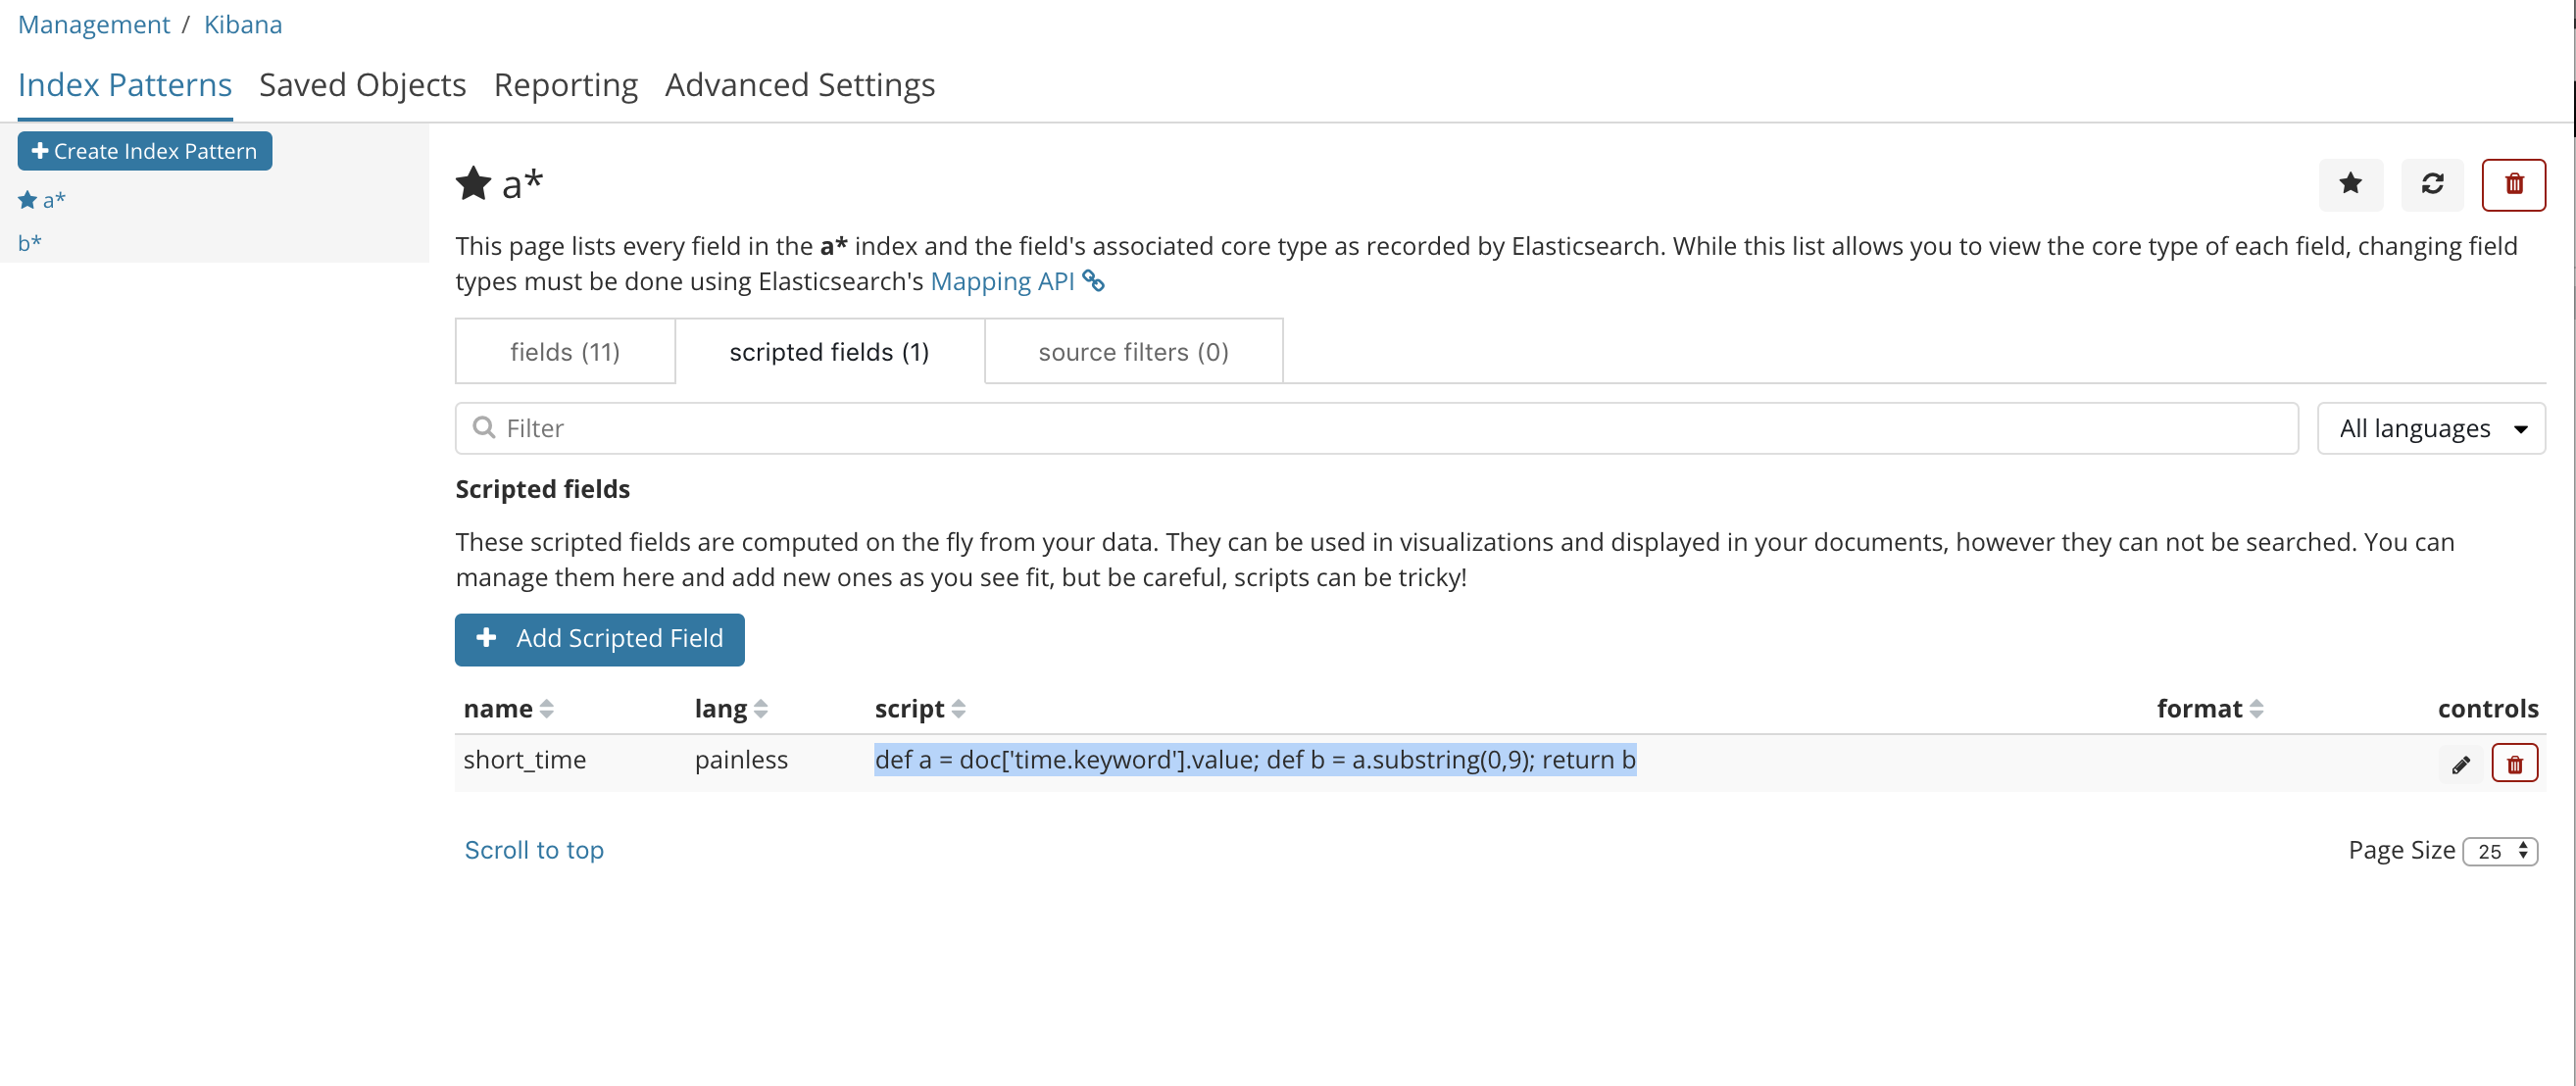 Management / Kibana
Index Patterns Saved Objects Reporting Advanced Settings
Create Index Pattern
a*
b*
a*
This page lists every field in the a* index and the field's associated core type as recorded by Elasticsearch. While this list allows you to view the core type of each field, changing field
types must be done using Elasticsearch's Mapping API
fields (11) scripted fields (1) source filters (0)
Filter All languages
Scripted fields
These scripted fields are computed on the fly from your data. They can be used in visualizations and displayed in your documents, however they can not be searched. You can
manage them here and add new ones as you see fit, but be careful, scripts can be tricky!
Add Scripted Field
name lang script format controls
short_time painless def a = doc['time.keyword'].value; def b = a.substring(0,9); return b
Scroll to top Page Size 25